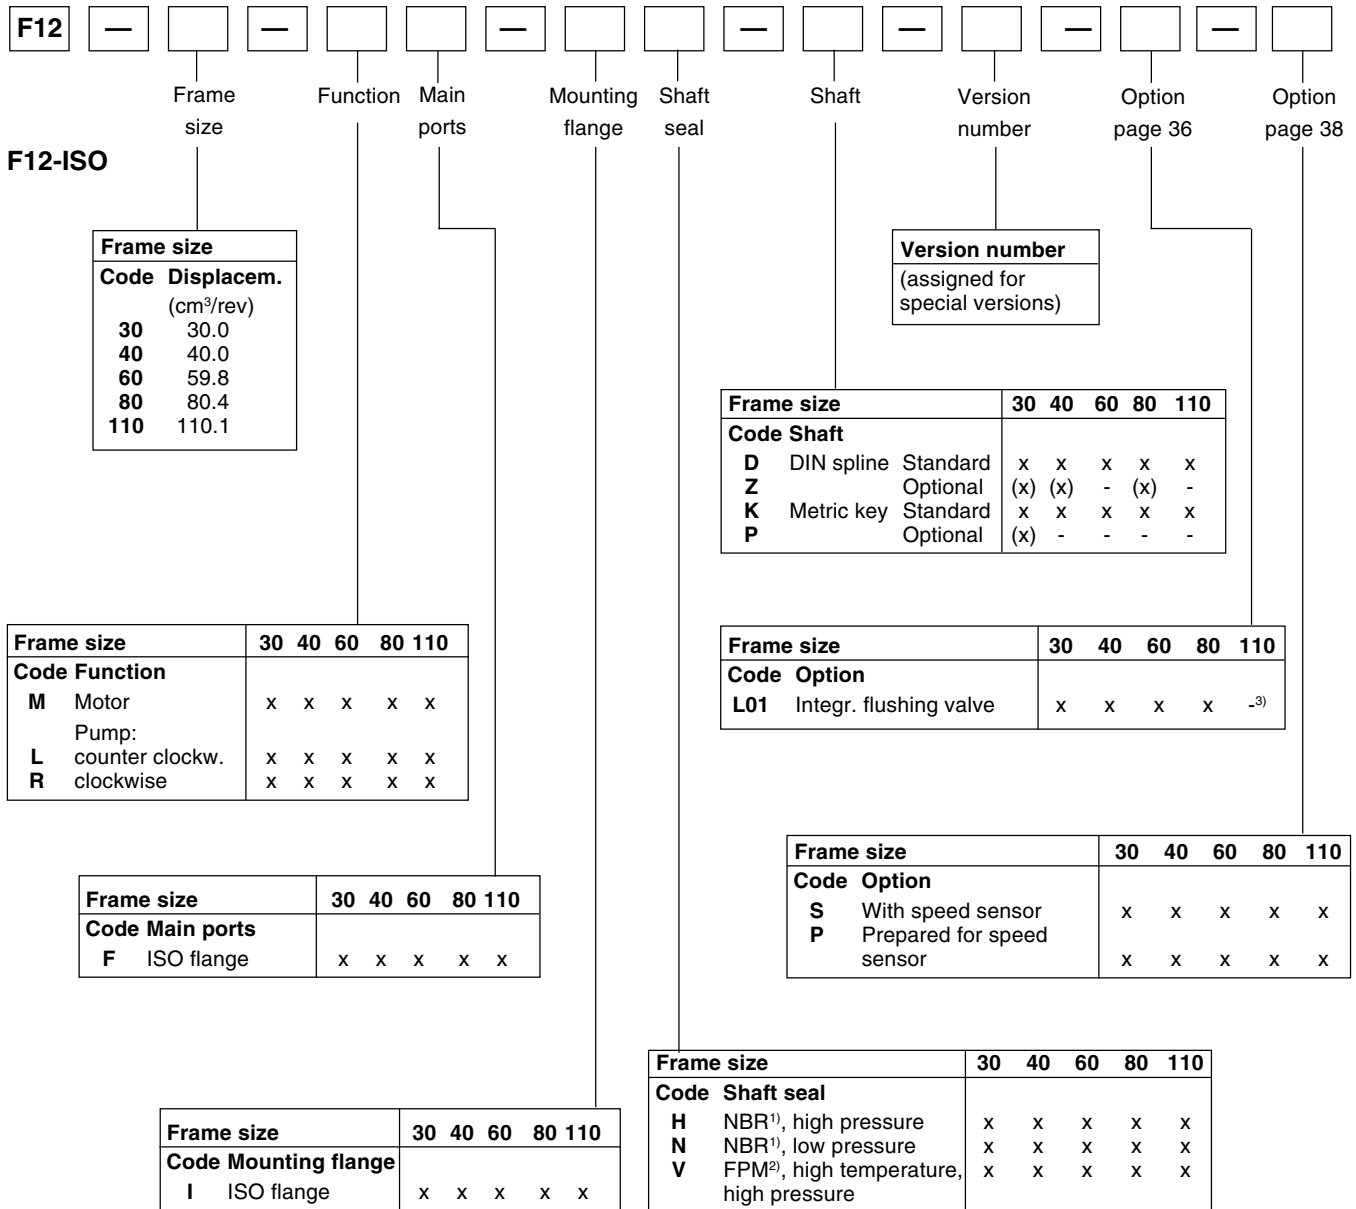 F12 — — — — — — —
Frame size
Function
Main ports
Mounting flange
Shaft seal
Shaft
Version number
Option page 36
Option page 38
F12-ISO
Frame size
Code Displacem.
(cm³/rev)
30 30.0
40 40.0
60 59.8
80 80.4
110 110.1
Version number
(assigned for
special versions)
Frame size 30 40 60 80 110
Code Shaft
D DIN spline Standard x x x x x
Z Optional (x) (x) - (x) -
K Metric key Standard x x x x x
P Optional (x) - - - -
Frame size 30 40 60 80 110
Code Function
M Motor x x x x x
Pump:
L counter clockw. x x x x x
R clockwise x x x x x
Frame size 30 40 60 80 110
Code Option
L01 Integr. flushing valve x x x x -3)
Frame size 30 40 60 80 110
Code Main ports
F ISO flange x x x x x
Frame size 30 40 60 80 110
Code Option
S With speed sensor x x x x x
P Prepared for speed
sensor x x x x x
Frame size 30 40 60 80 110
Code Mounting flange
I ISO flange x x x x x
Frame size 30 40 60 80 110
Code Shaft seal
H NBR1), high pressure x x x x x
N NBR1), low pressure x x x x x
V FPM2), high temperature, x x x x x
high pressure